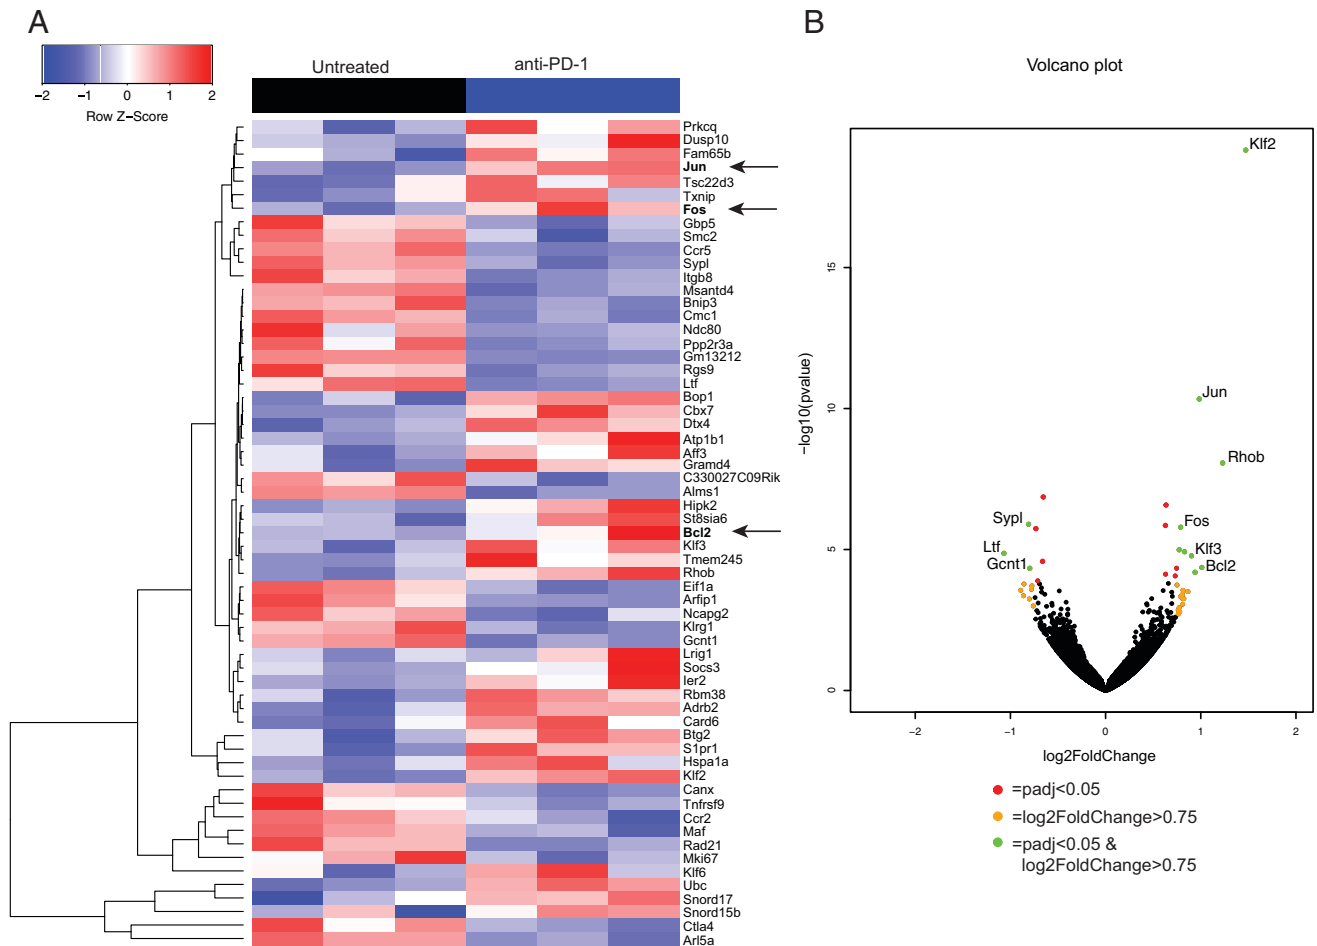 A
−2 −1 0 1 2
Row Z−Score
Untreated
anti-PD-1
Prkcq
Dusp10
Fam65b
Jun
Tsc22d3
Txnip
Fos
Gbp5
Smc2
Ccr5
Sypl
Itgb8
Msantd4
Bnip3
Cmc1
Ndc80
Ppp2r3a
Gm13212
Rgs9
Ltf
Bop1
Cbx7
Dtx4
Atp1b1
Aff3
Gramd4
C330027C09Rik
Alms1
Hipk2
St8sia6
Bcl2
Klf3
Tmem245
Rhob
Eif1a
Arfip1
Ncapg2
Klrg1
Gcnt1
Lrig1
Socs3
Ier2
Rbm38
Adrb2
Card6
Btg2
S1pr1
Hspa1a
Klf2
Canx
Tnfrsf9
Ccr2
Maf
Rad21
Mki67
Klf6
Ubc
Snord17
Snord15b
Ctla4
Arl5a
B
Volcano plot
−log10(pvalue)
15
10
5
0
Klf2
Jun
Rhob
Sypl
Fos
Ltf
Klf3
Gcnt1
Bcl2
−2 −1 0 1 2
log2FoldChange
=padj<0.05
=log2FoldChange>0.75
=padj<0.05 &
log2FoldChange>0.75